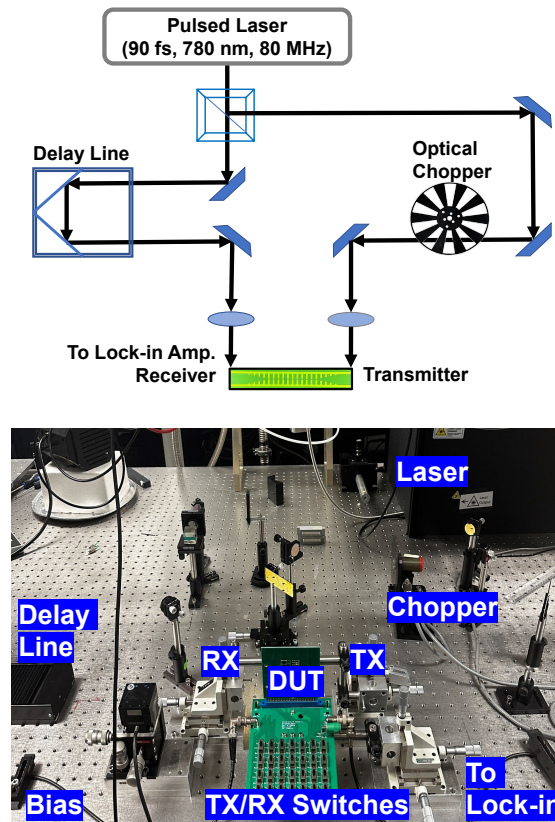 Pulsed Laser
(90 fs, 780 nm, 80 MHz)
Delay Line
Optical
Chopper
To Lock-in Amp.
Receiver
Transmitter
Laser
Chopper
Delay
Line
RX
TX
DUT
To
Lock-in
Bias
TX/RX Switches